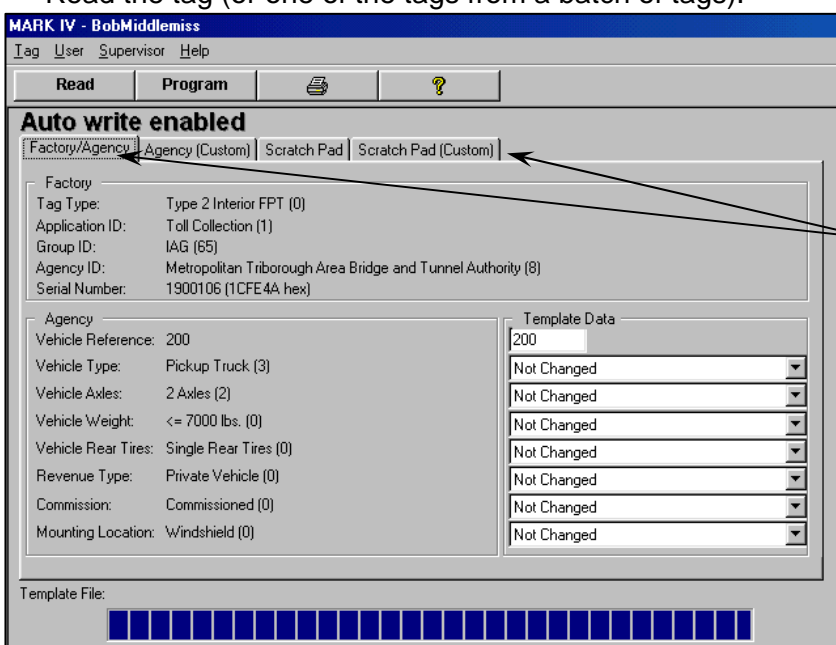 Read the tag (or one of the tags from a batch of tags).
MARK IV - BobMiddlemiss
Tag User Supervisor Help
Read Program ?
Auto write enabled
Factory/Agency Agency (Custom) Scratch Pad Scratch Pad (Custom)
Factory
Tag Type: Type 2 Interior FPT (0)
Application ID: Toll Collection (1)
Group ID: IAG (65)
Agency ID: Metropolitan Triborough Area Bridge and Tunnel Authority (8)
Serial Number: 1900106 (1CFE4A hex)
Agency Template Data
Vehicle Reference: 200 200
Vehicle Type: Pickup Truck (3) Not Changed
Vehicle Axles: 2 Axles (2) Not Changed
Vehicle Weight: <= 7000 lbs. (0) Not Changed
Vehicle Rear Tires: Single Rear Tires (0) Not Changed
Revenue Type: Private Vehicle (0) Not Changed
Commission: Commissioned (0) Not Changed
Mounting Location: Windshield (0) Not Changed
Template File: